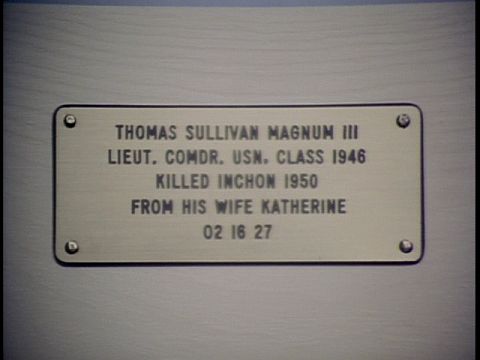 THOMAS SULLIVAN MAGNUM III
LIEUT. COMDR. USN. CLASS 1946
KILLED INCHON 1950
FROM HIS WIFE KATHERINE
02 16 27